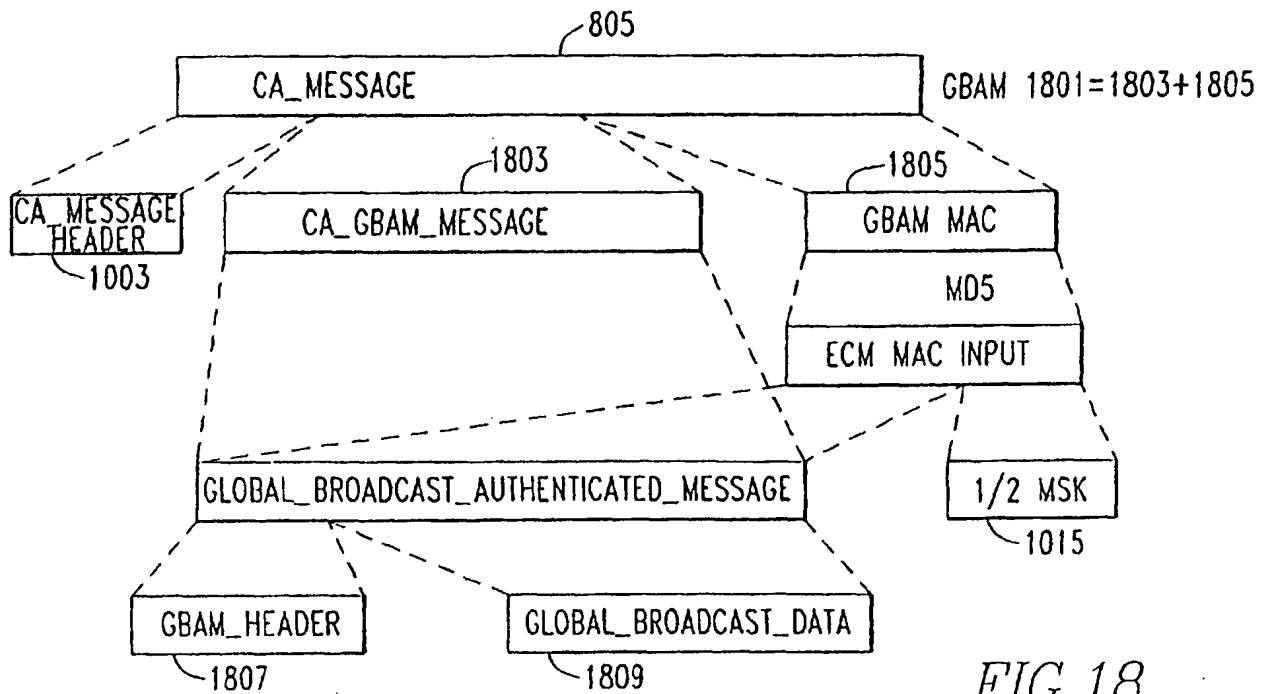 805
CA_MESSAGE
GBAM 1801=1803+1805
1803
1805
CA_MESSAGE
HEADER
CA_GBAM_MESSAGE
GBAM MAC
1003
MD5
ECM MAC INPUT
GLOBAL_BROADCAST_AUTHENTICATED_MESSAGE
1/2 MSK
1015
GBAM_HEADER
GLOBAL_BROADCAST_DATA
1807
1809
FIG.18